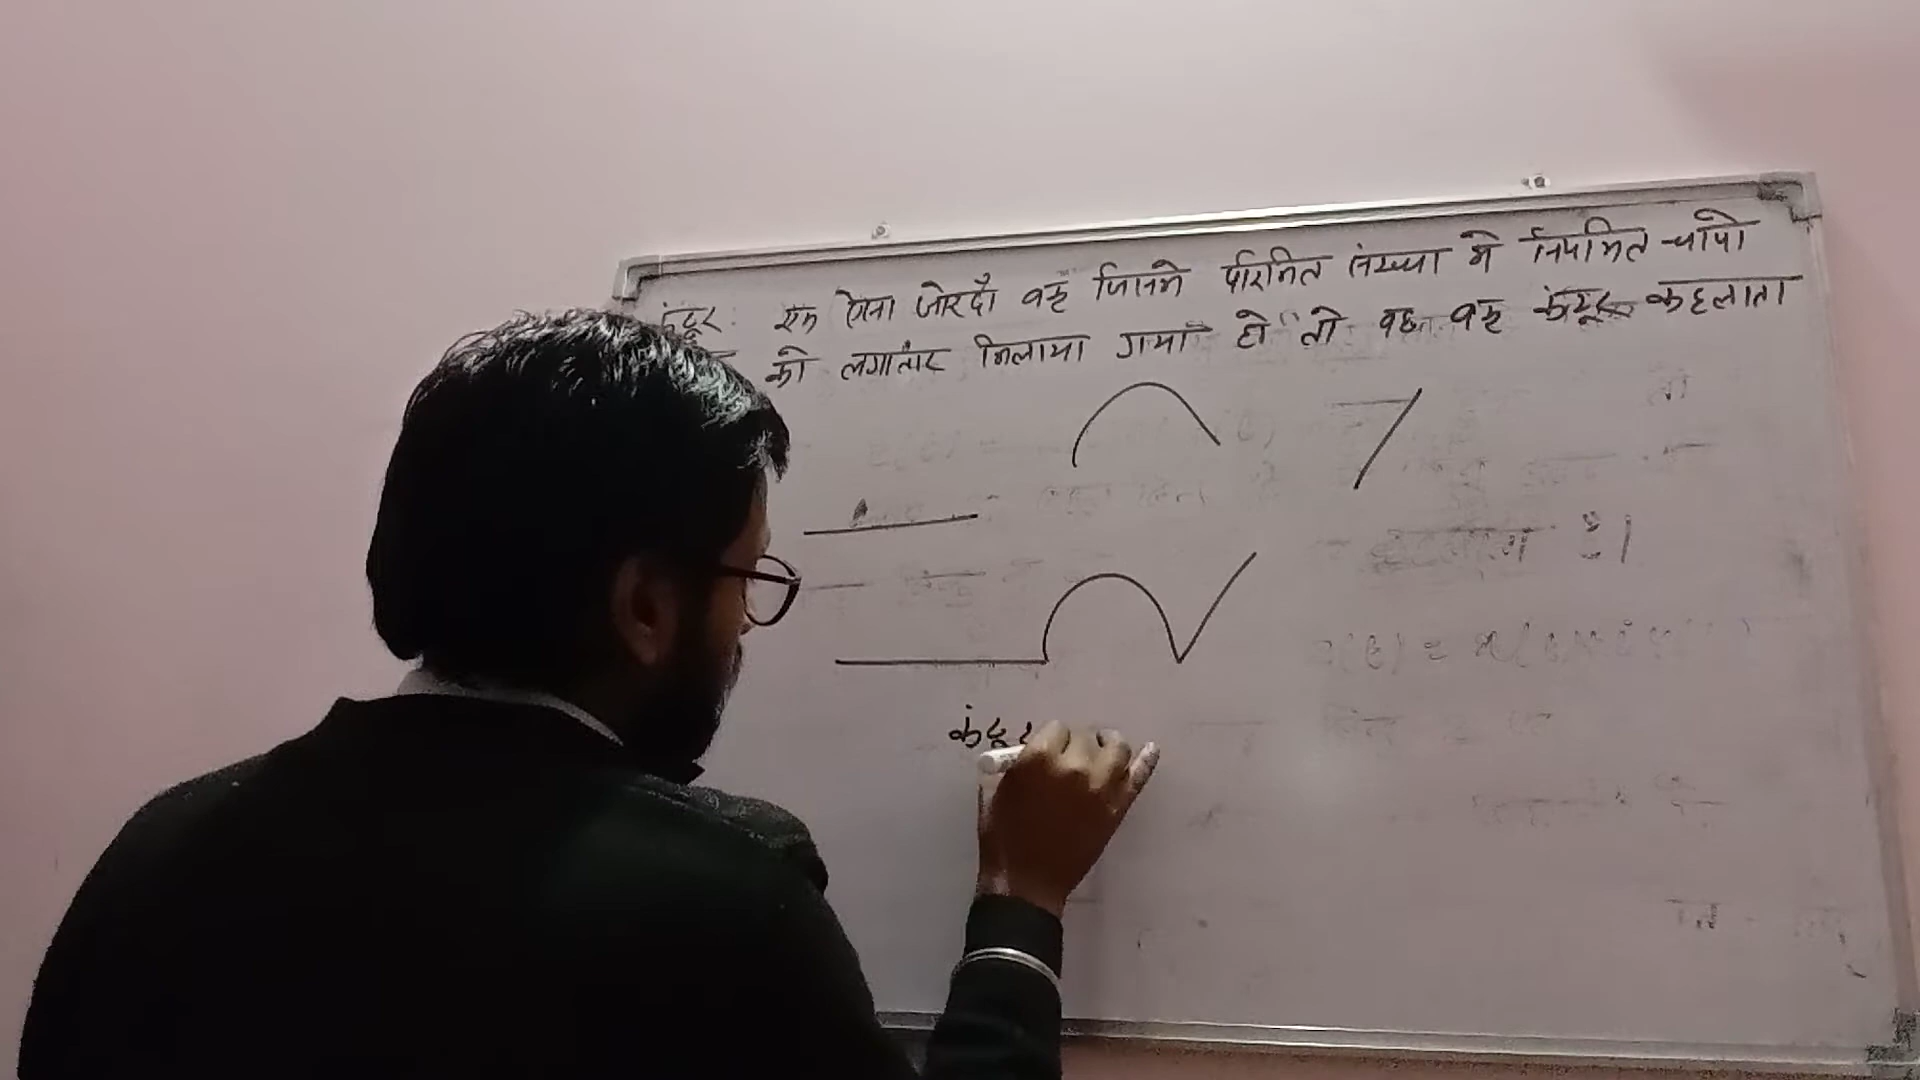 कंटूर: एक ऐसा जोरदाँ वक्र जिसमे परिमित संख्या मे नियमित चापो
को लगातार मिलाया गया हो तो वह वक्र कंटूर कहलाता
है।
कंटूर